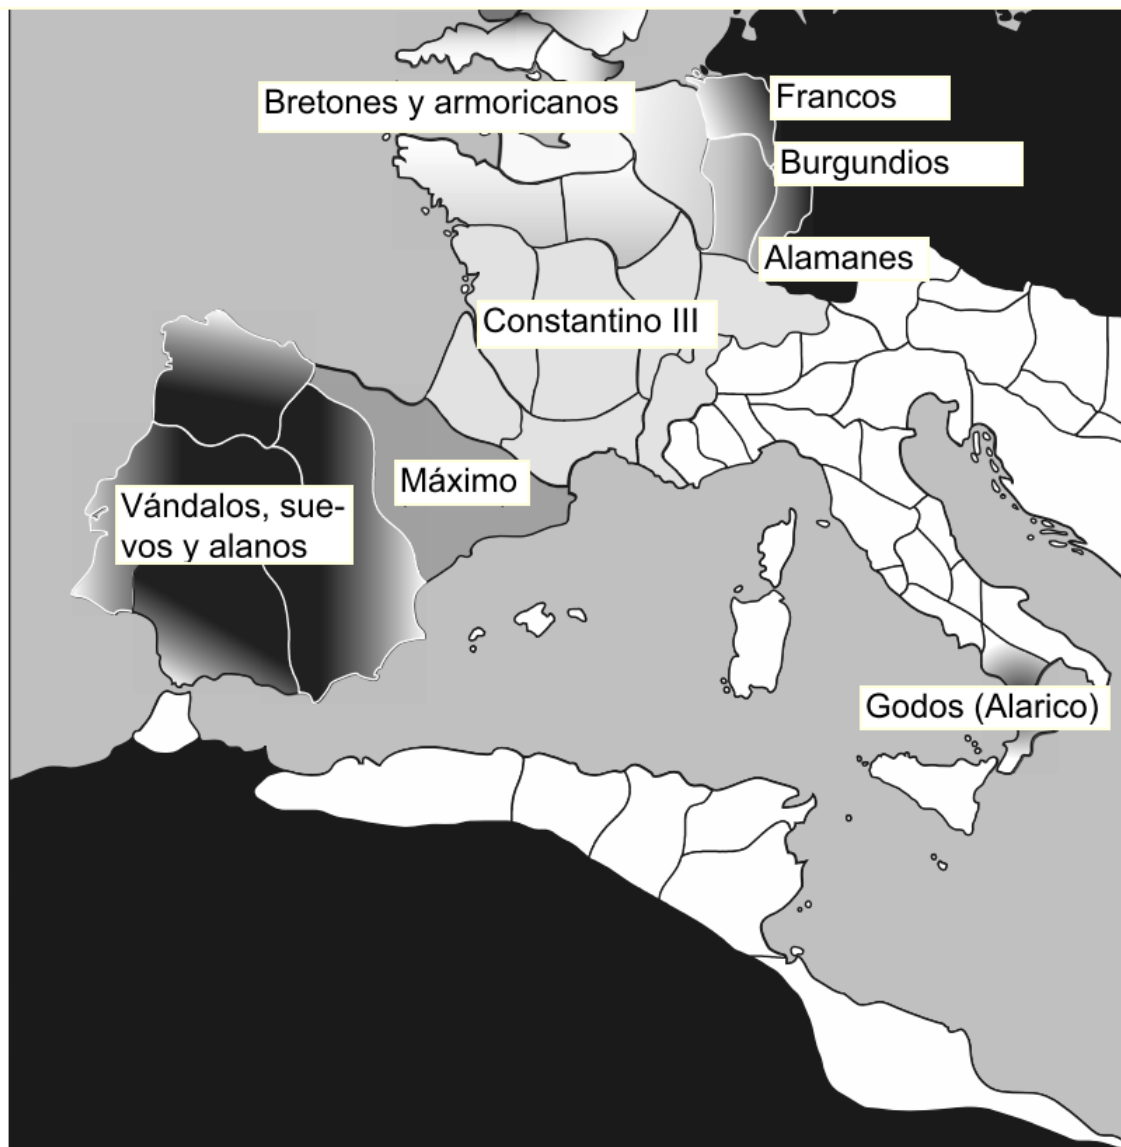 Bretones y armoricanos
Francos
Burgundios
Alamanes
Constantino III
Máximo
Vándalos, sue-
vos y alanos
Godos (Alarico)